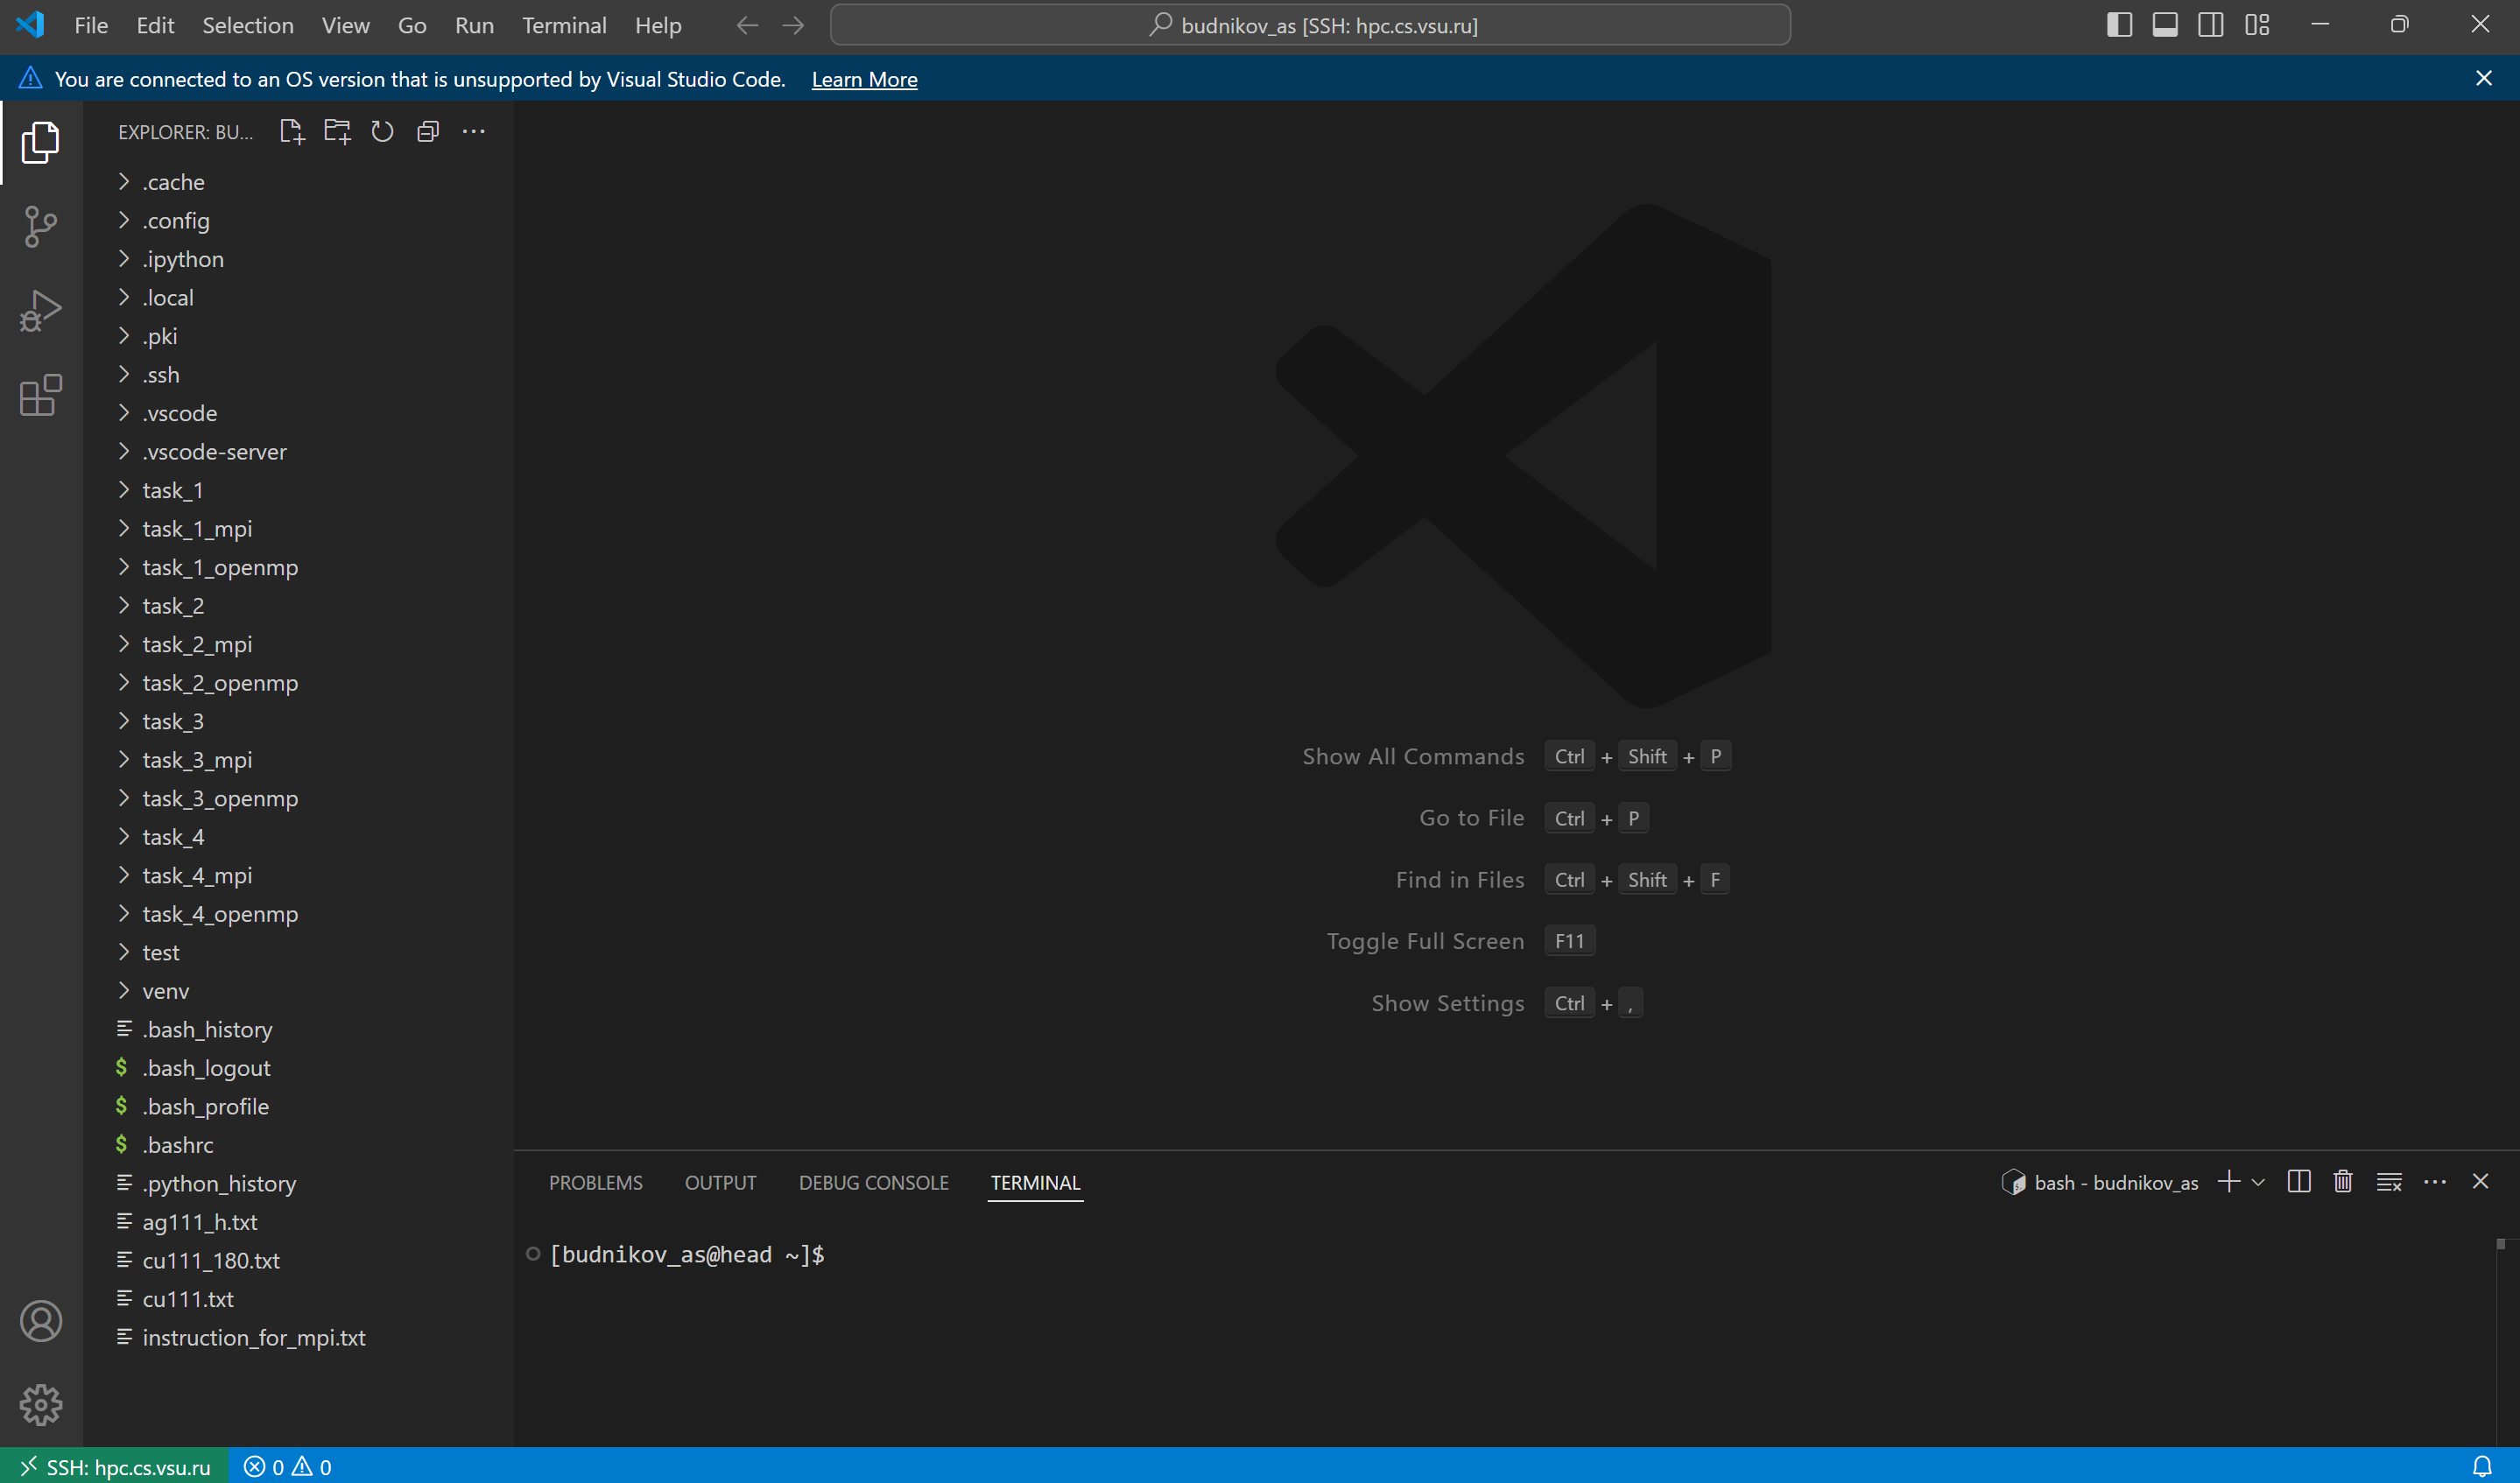 File Edit Selection View Go Run Terminal Help budnikov_as [SSH: hpc.cs.vsu.ru]
You are connected to an OS version that is unsupported by Visual Studio Code. Learn More
EXPLORER: BU...
.cache
.config
.ipython
.local
.pki
.ssh
.vscode
.vscode-server
task_1
task_1_mpi
task_1_openmp
task_2
task_2_mpi
task_2_openmp
task_3
task_3_mpi
task_3_openmp
task_4
task_4_mpi
task_4_openmp
test
venv
.bash_history
$ .bash_logout
$ .bash_profile
$ .bashrc
.python_history
ag111_h.txt
cu111_180.txt
cu111.txt
instruction_for_mpi.txt
Show All Commands Ctrl + Shift + P
Go to File Ctrl + P
Find in Files Ctrl + Shift + F
Toggle Full Screen F11
Show Settings Ctrl + ,
PROBLEMS OUTPUT DEBUG CONSOLE TERMINAL bash - budnikov_as
[budnikov_as@head ~]$
SSH: hpc.cs.vsu.ru 0 0